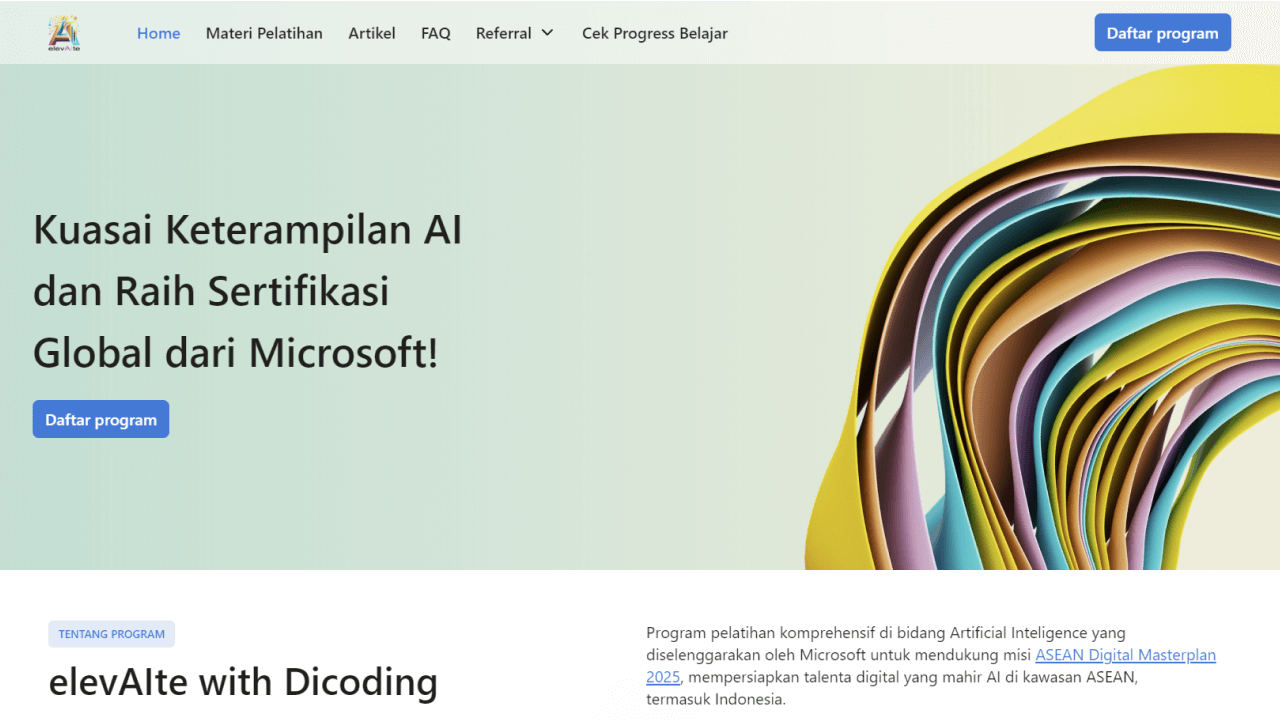 elevAIte
Home
Materi Pelatihan
Artikel
FAQ
Referral
Cek Progress Belajar
Daftar program
Kuasai Keterampilan AI
dan Raih Sertifikasi
Global dari Microsoft!
Daftar program
TENTANG PROGRAM
elevAIte with Dicoding
Program pelatihan komprehensif di bidang Artificial Inteligence yang
diselenggarakan oleh Microsoft untuk mendukung misi ASEAN Digital Masterplan
2025, mempersiapkan talenta digital yang mahir AI di kawasan ASEAN,
termasuk Indonesia.